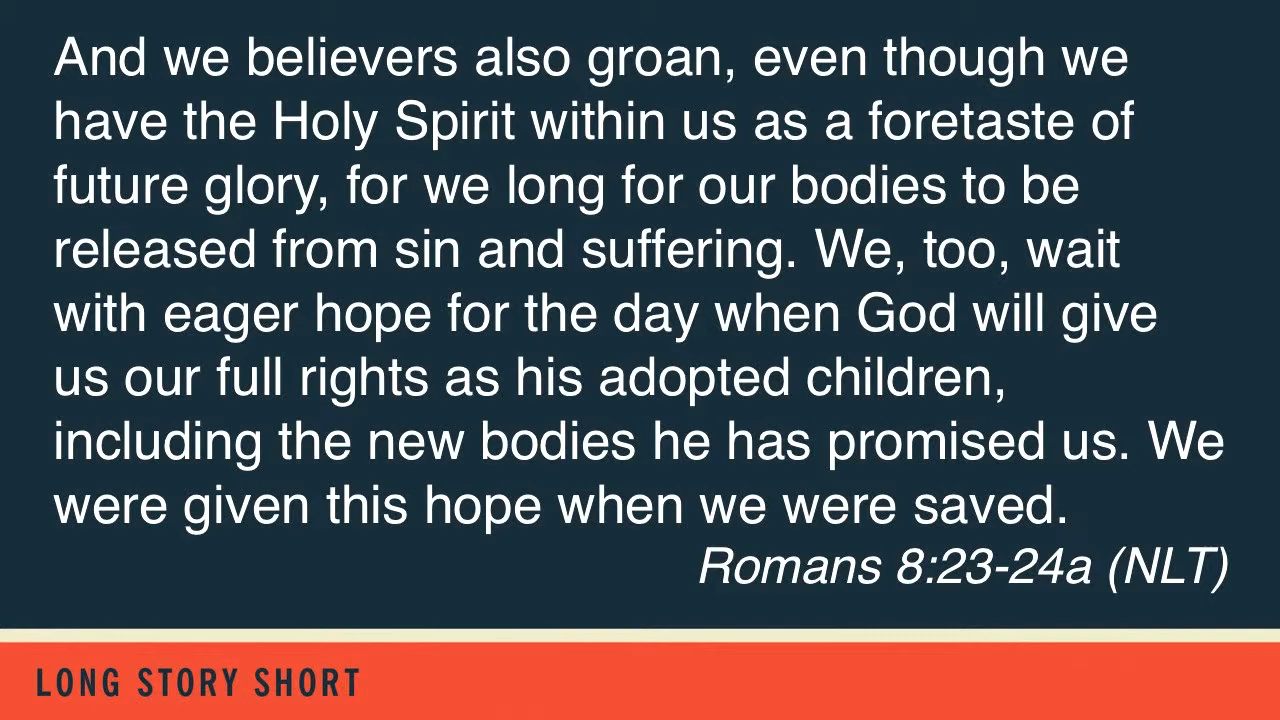 And we believers also groan, even though we
have the Holy Spirit within us as a foretaste of
future glory, for we long for our bodies to be
released from sin and suffering. We, too, wait
with eager hope for the day when God will give
us our full rights as his adopted children,
including the new bodies he has promised us. We
were given this hope when we were saved.
Romans 8:23-24a (NLT)
LONG STORY SHORT